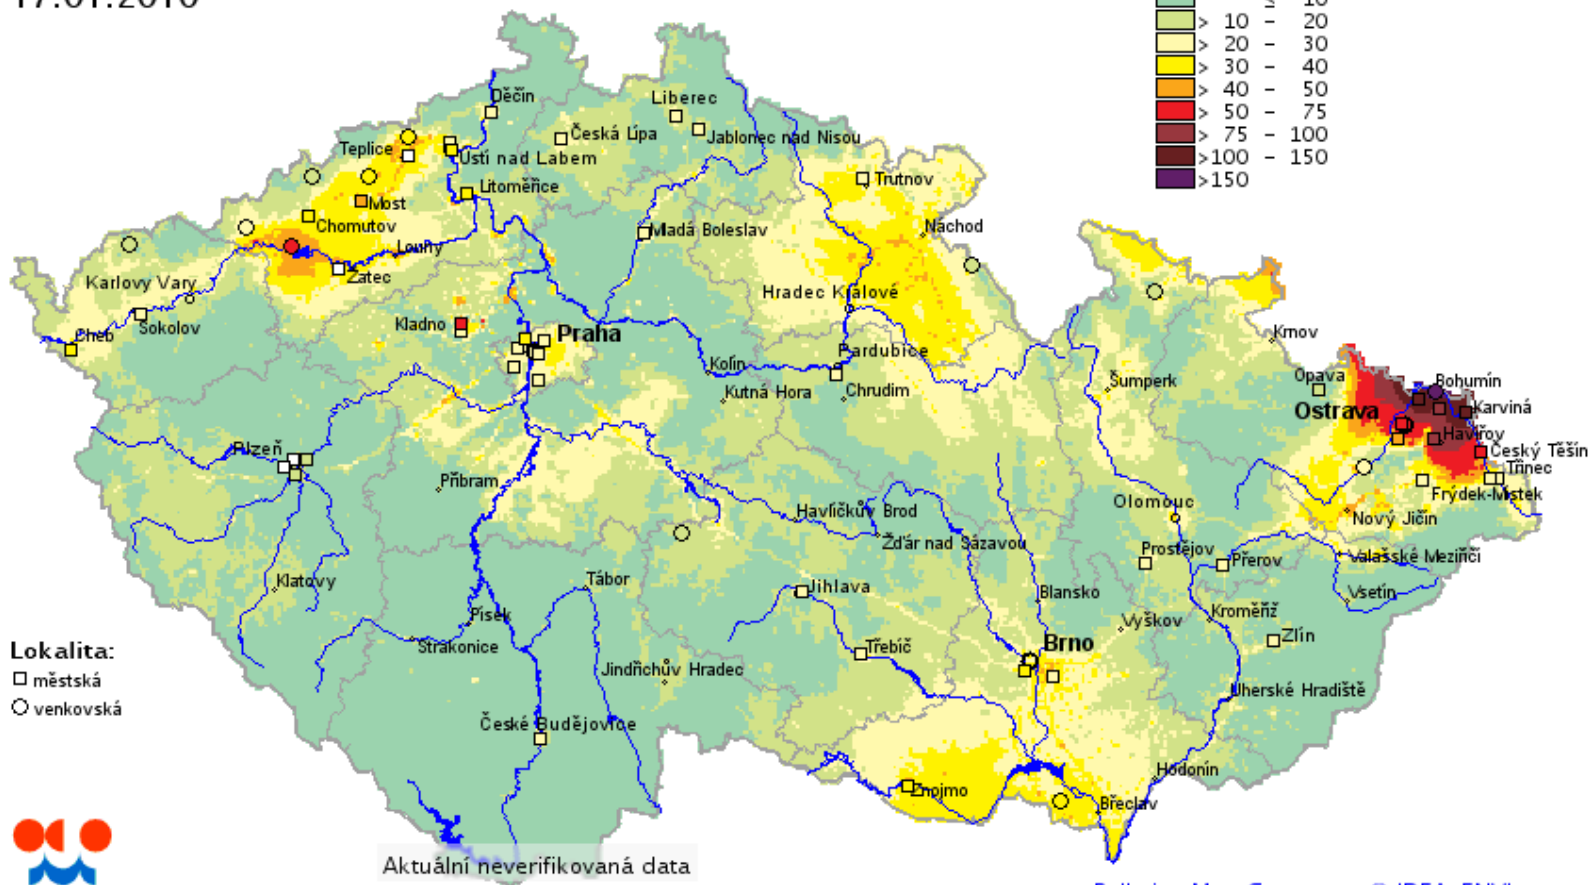 > 10 – 20
> 20 – 30
> 30 – 40
> 40 – 50
> 50 – 75
> 75 – 100
>100 – 150
>150
Děčín
Liberec
Česká Lípa
Jablonec nad Nisou
Teplice
Ústí nad Labem
Litoměřice
Trutnov
Most
Chomutov
Mladá Boleslav
Náchod
Louny
Žatec
Karlovy Vary
Hradec Králové
Sokolov
Kladno
Praha
Cheb
Krnov
Pardubice
Kolín
Kutná Hora
Chrudim
Šumperk
Opava
Bohumín
Ostrava
Karviná
Havířov
Plzeň
Český Těšín
Třinec
Příbram
Frýdek-Místek
Olomouc
Havlíčkův Brod
Nový Jičín
Žďár nad Sázavou
Prostějov
Přerov
Valašské Meziříčí
Klatovy
Tábor
Jihlava
Blansko
Vsetín
Písek
Kroměříž
Vyškov
Strakonice
Třebíč
Brno
Zlín
Lokalita:
městská
venkovská
Jindřichův Hradec
Uherské Hradiště
České Budějovice
Hodonín
Znojmo
Břeclav
Aktuální neverifikovaná data